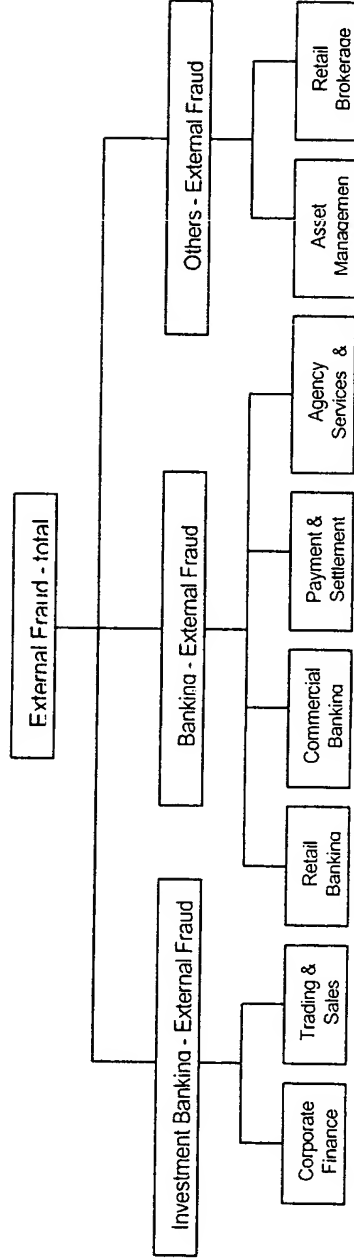 External Fraud - total
Investment Banking - External Fraud
Banking - External Fraud
Others - External Fraud
Corporate
Finance
Trading &
Sales
Retail
Banking
Commercial
Banking
Payment &
Settlement
Agency
Services &
Asset
Managemen
Retail
Brokerage